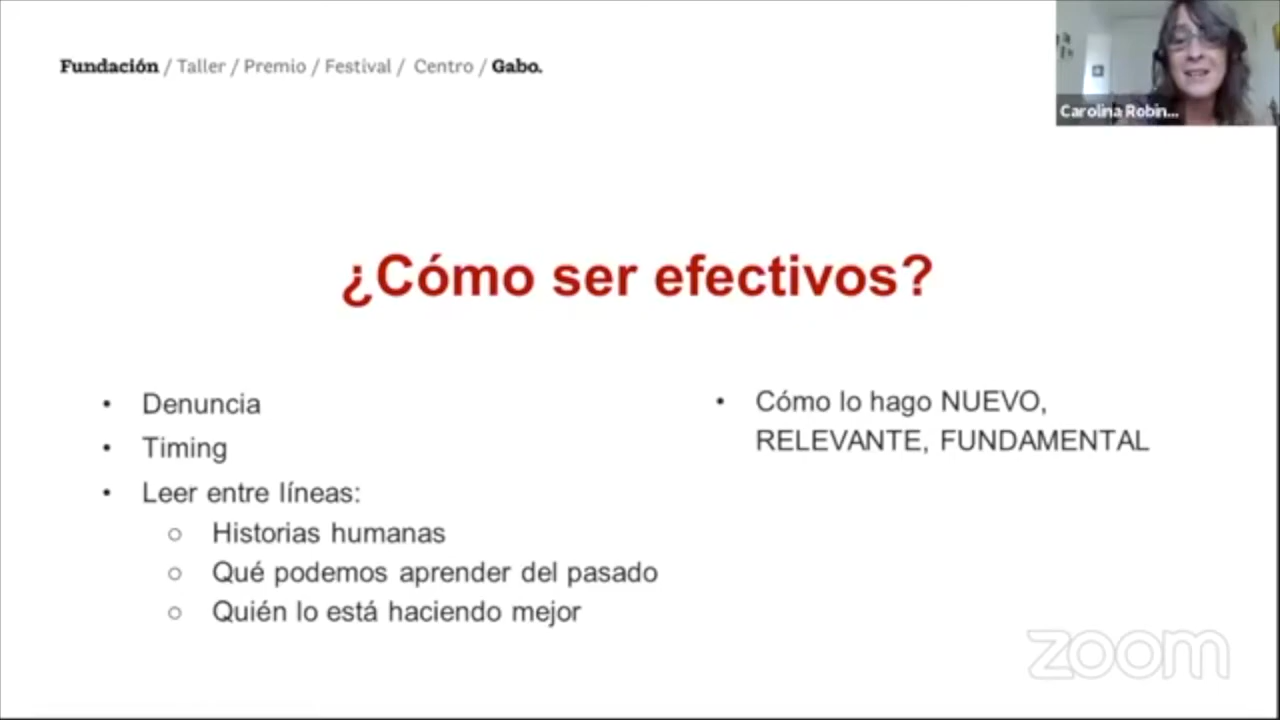 Fundación / Taller / Premio / Festival / Centro / Gabo.
Carolina Robin...
¿Cómo ser efectivos?
• Denuncia
• Timing
• Leer entre líneas:
○ Historias humanas
○ Qué podemos aprender del pasado
○ Quién lo está haciendo mejor
• Cómo lo hago NUEVO,
RELEVANTE, FUNDAMENTAL
zoom